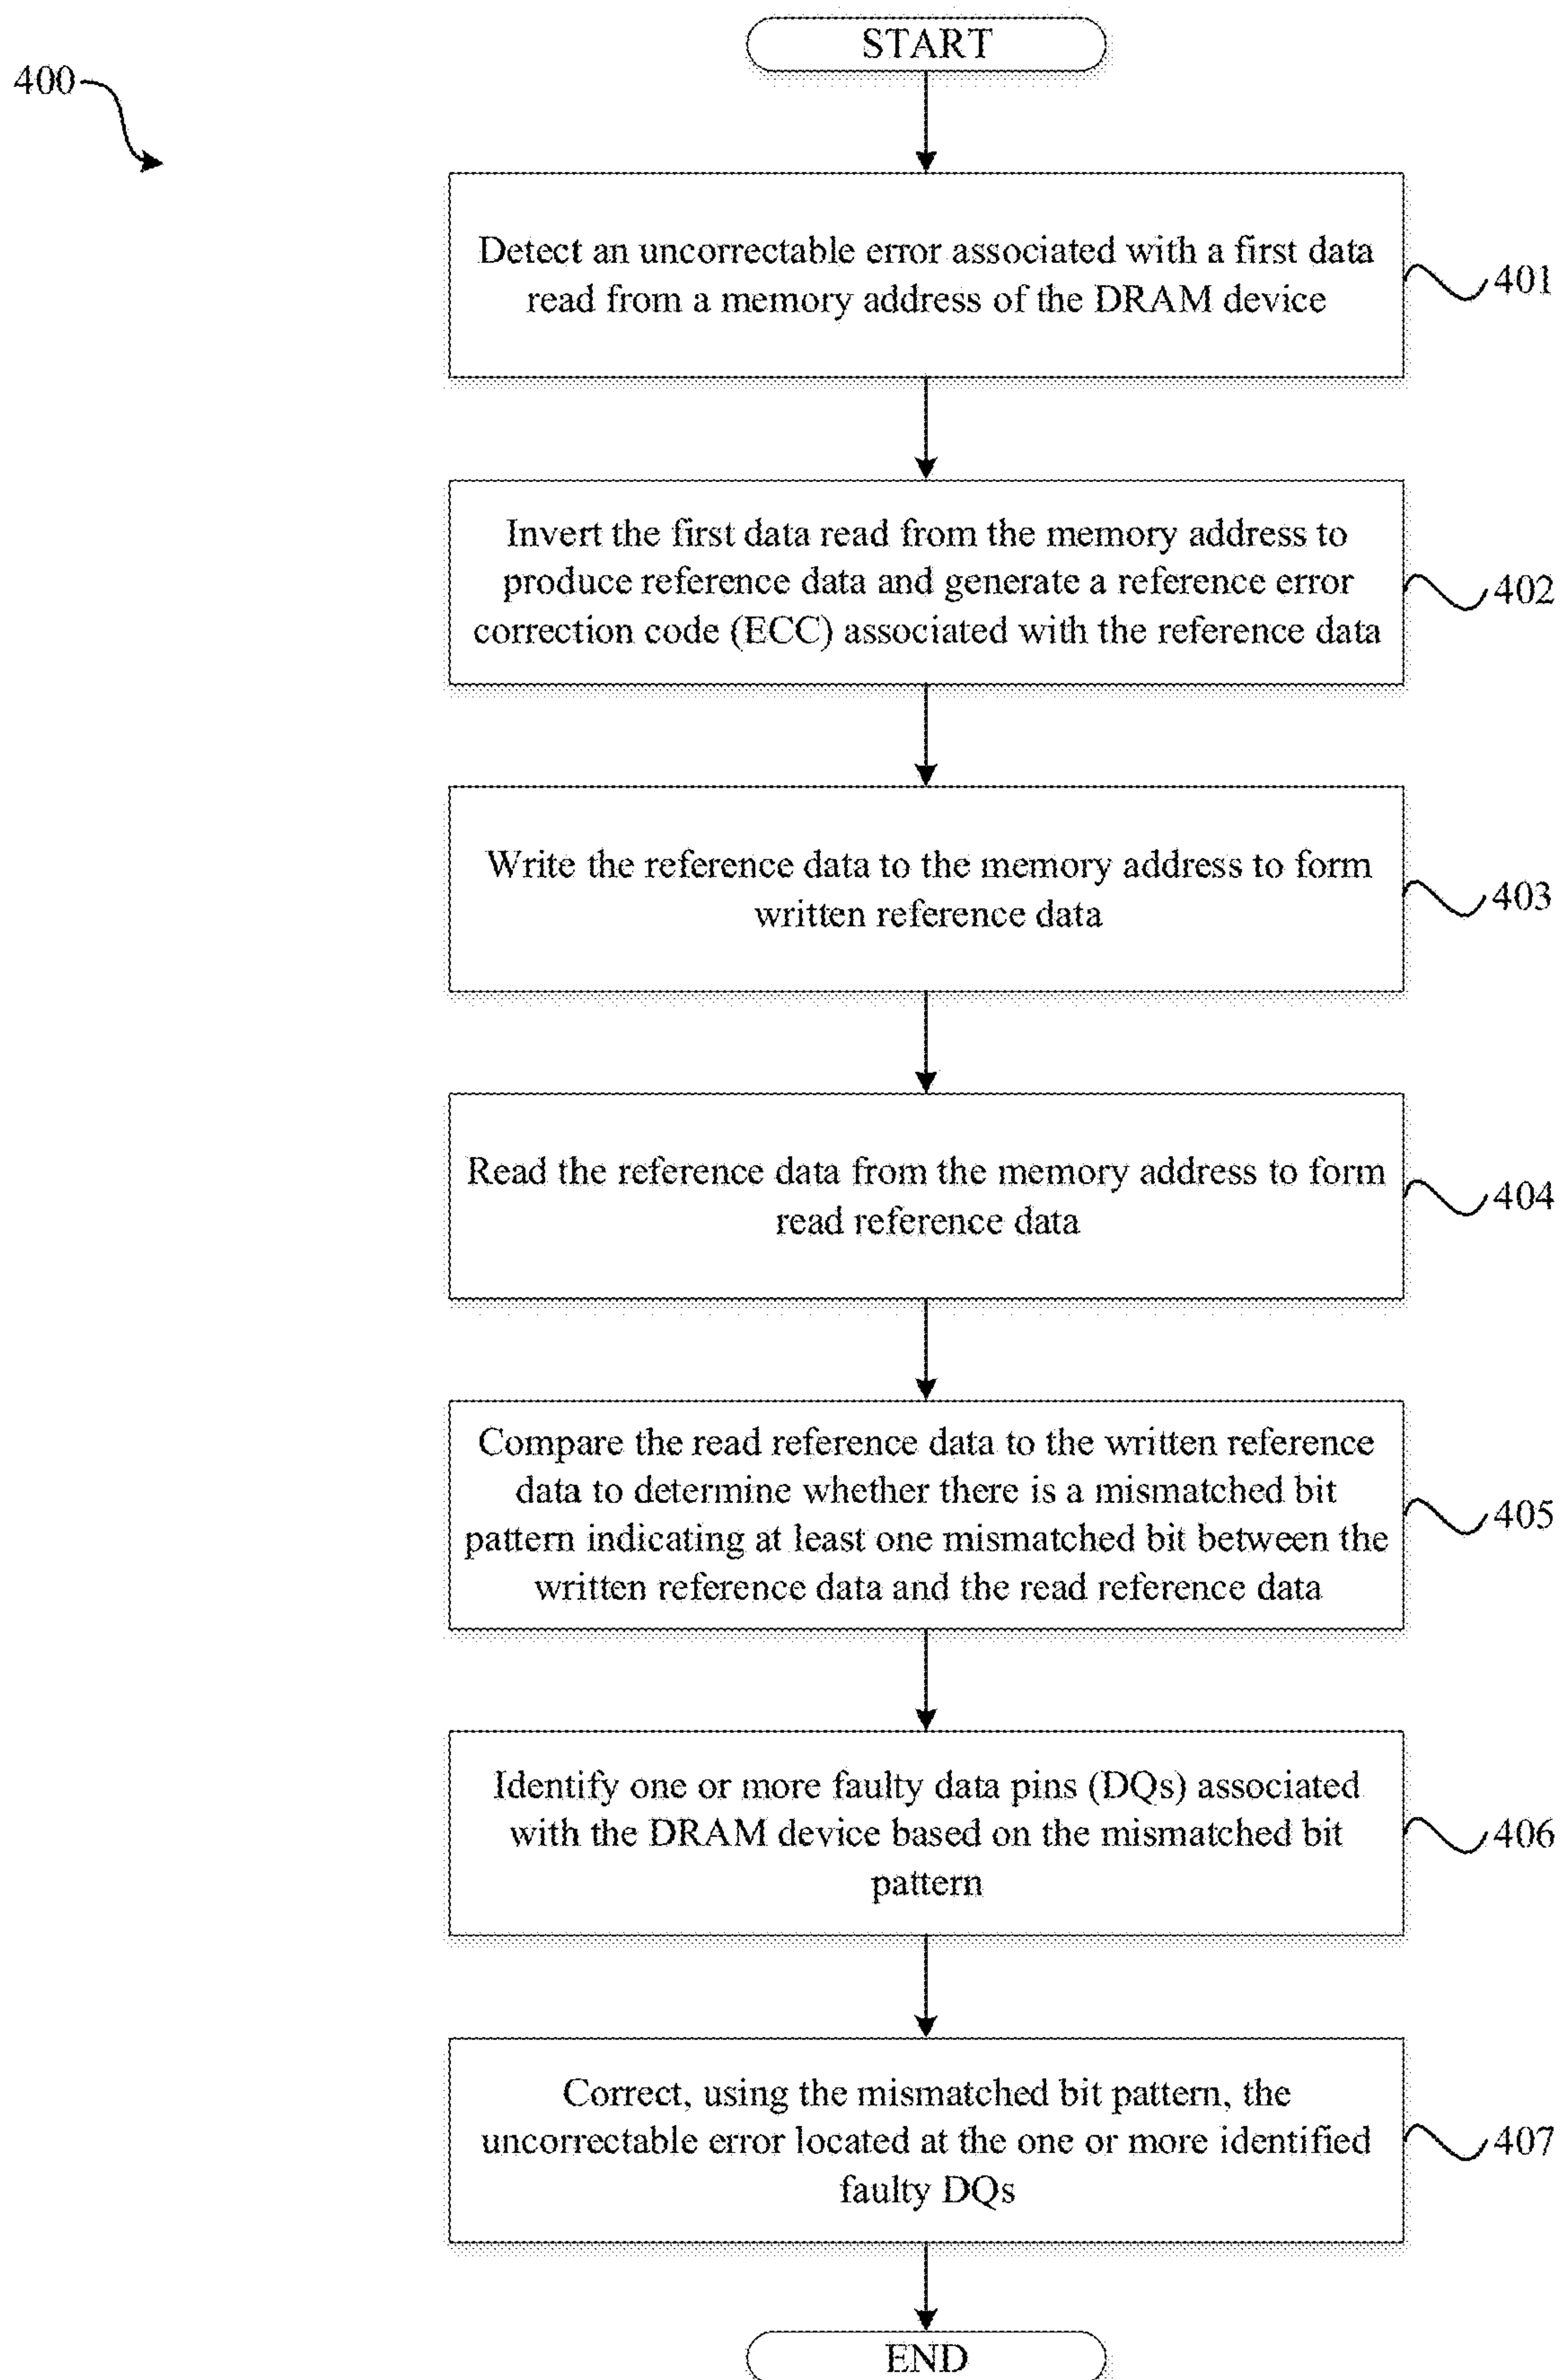 START
400
Detect an uncorrectable error associated with a first data
read from a memory address of the DRAM device
401
Invert the first data read from the memory address to
produce reference data and generate a reference error
correction code (ECC) associated with the reference data
402
Write the reference data to the memory address to form
written reference data
403
Read the reference data from the memory address to form
read reference data
404
Compare the read reference data to the written reference
data to determine whether there is a mismatched bit
pattern indicating at least one mismatched bit between the
written reference data and the read reference data
405
Identify one or more faulty data pins (DQs) associated
with the DRAM device based on the mismatched bit
pattern
406
Correct, using the mismatched bit pattern, the
uncorrectable error located at the one or more identified
faulty DQs
407
END